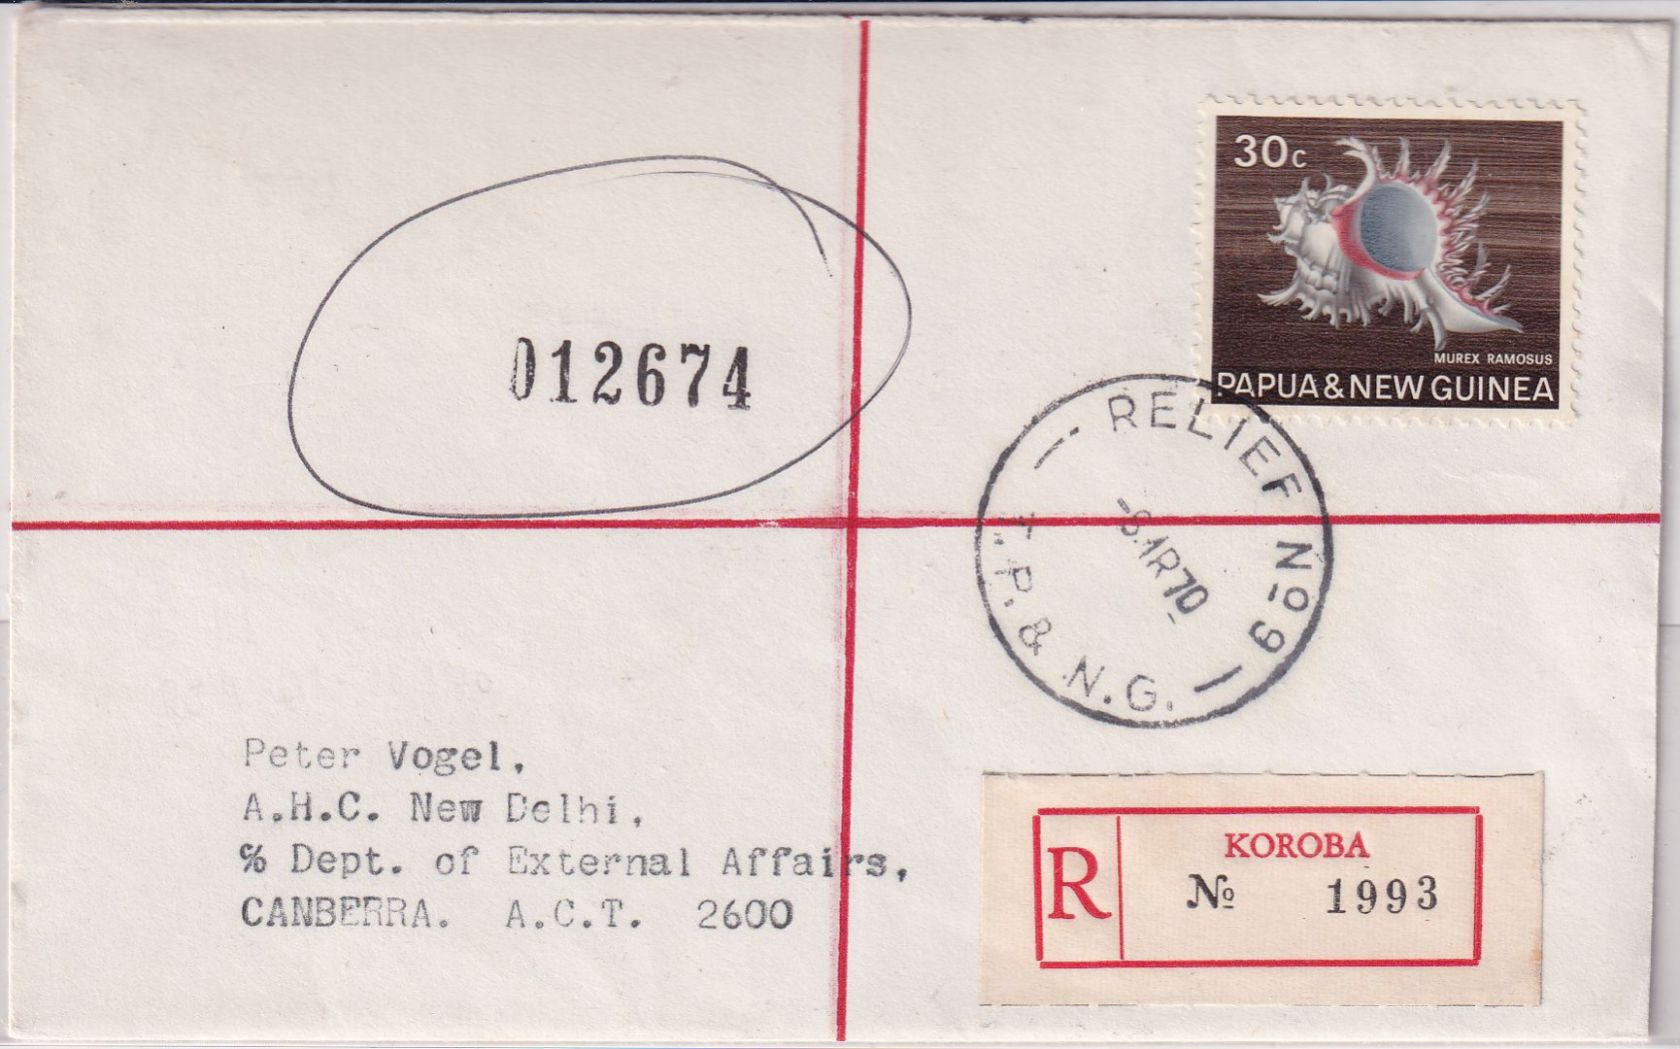 30c
MUREX RAMOSUS
PAPUA & NEW GUINEA
012674
RELIEF No 9
T.P. & N.G.
Peter Vogel,
A.H.C. New Delhi,
% Dept. of External Affairs,
CANBERRA. A.C.T. 2600
R
KOROBA
No 1993